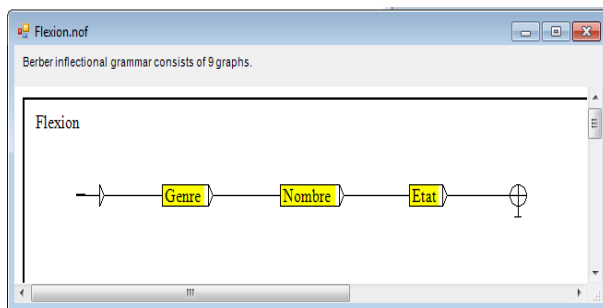 Flexion.nof
Berber inflectional grammar consists of 9 graphs.
Flexion
Genre Nombre Etat